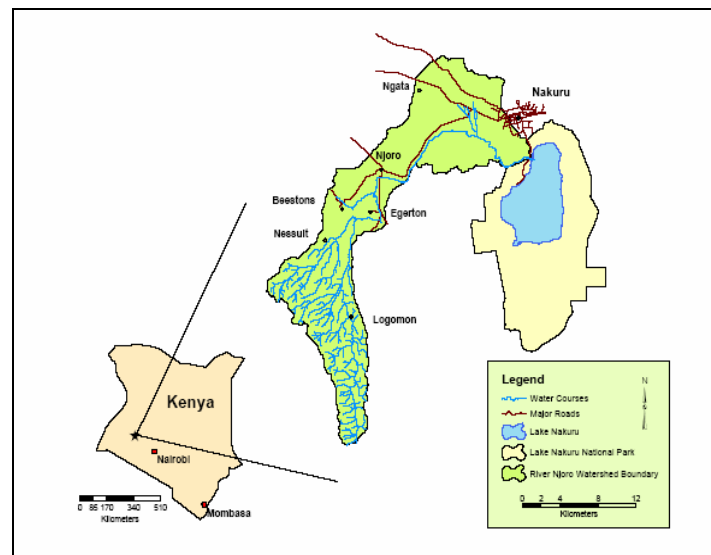 Ngata
Nakuru
Njoro
Beestons
Egerton
Nessuit
Logomon
Kenya
Nairobi
Mombasa
0 85 170 340 510
Kilometers
Legend
N
Water Courses
Major Roads
Lake Nakuru
Lake Nakuru National Park
River Njoro Watershed Boundary
0 2 4 8 12
Kilometers